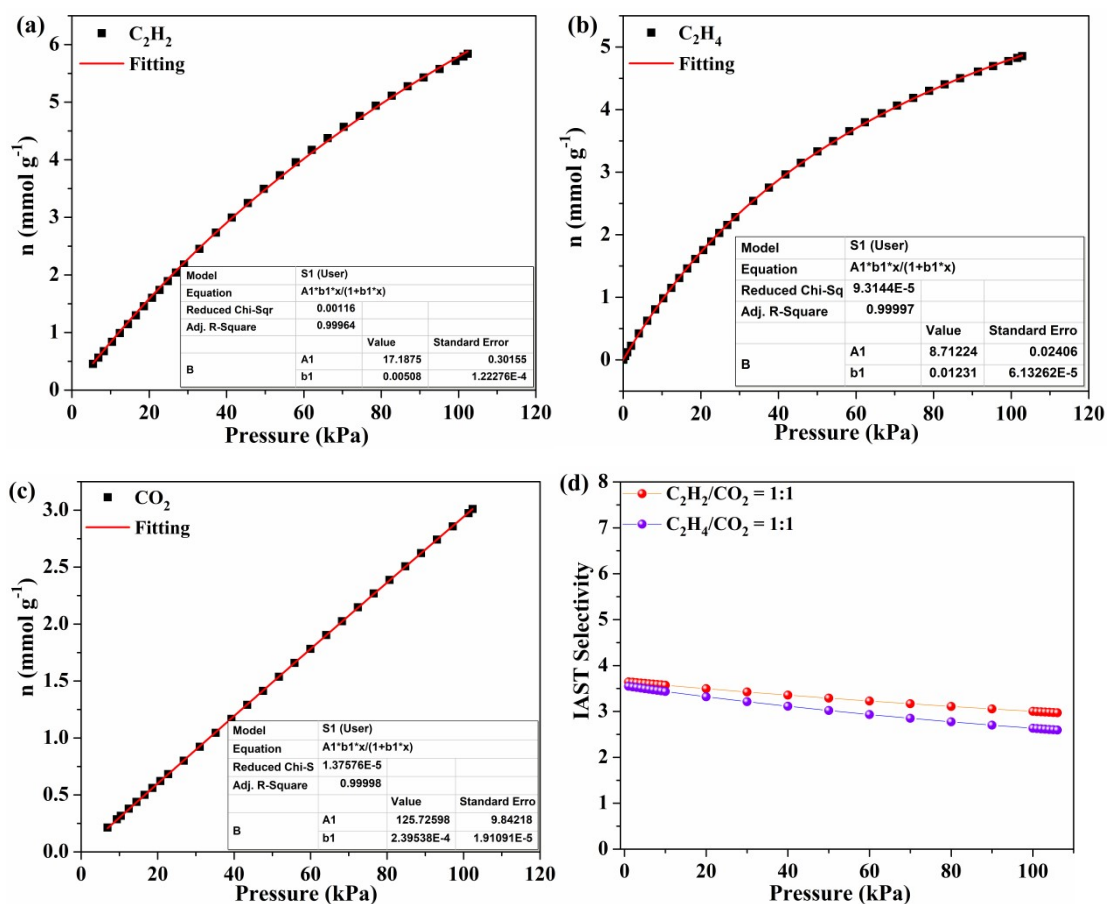 (a)
C₂H₂
Fitting
n (mmol g⁻¹)
6
5
4
3
2
1
0
Model S1 (User)
Equation A1*b1*x/(1+b1*x)
Reduced Chi-Sqr 0.00116
Adj. R-Square 0.99964
Value Standard Error
B A1 17.1875 0.30155
b1 0.00508 1.22276E-4
0 20 40 60 80 100 120
Pressure (kPa)
(b)
C₂H₄
Fitting
n (mmol g⁻¹)
5
4
3
2
1
0
Model S1 (User)
Equation A1*b1*x/(1+b1*x)
Reduced Chi-Sq 9.3144E-5
Adj. R-Square 0.99997
Value Standard Erro
B A1 8.71224 0.02406
b1 0.01231 6.13262E-5
0 20 40 60 80 100 120
Pressure (kPa)
(c)
CO₂
Fitting
n (mmol g⁻¹)
3.0
2.5
2.0
1.5
1.0
0.5
0.0
Model S1 (User)
Equation A1*b1*x/(1+b1*x)
Reduced Chi-S 1.37576E-5
Adj. R-Square 0.99998
Value Standard Erro
B A1 125.72598 9.84218
b1 2.39538E-4 1.91091E-5
0 20 40 60 80 100 120
Pressure (kPa)
(d)
C₂H₂/CO₂ = 1:1
C₂H₄/CO₂ = 1:1
IAST Selectivity
8
7
6
5
4
3
2
1
0
0 20 40 60 80 100
Pressure (kPa)